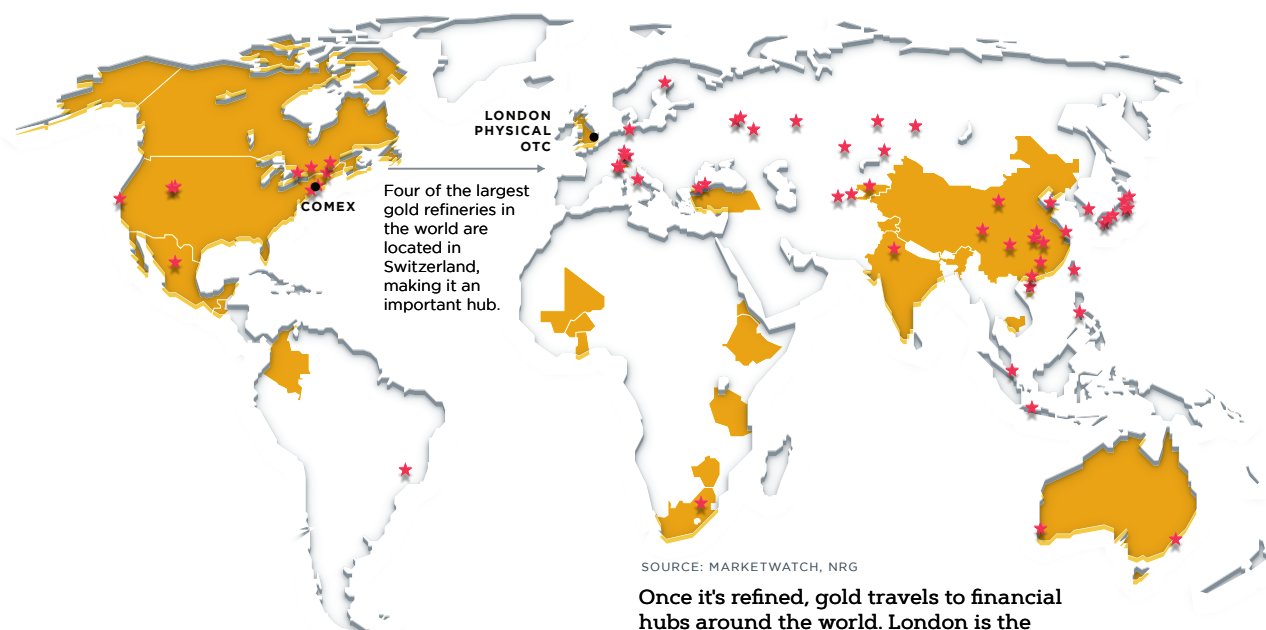 LONDON
PHYSICAL
OTC
COMEX
Four of the largest
gold refineries in
the world are
located in
Switzerland,
making it an
important hub.
SOURCE: MARKETWATCH, NRG
Once it's refined, gold travels to financial
hubs around the world. London is the